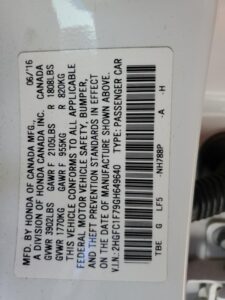 MFD. BY HONDA OF CANADA MFG. 06/16
A DIVISION OF HONDA CANADA INC. CANADA
GVWR 3902LBS GAWR F 2105LBS R 1808LBS
GVWR 1770KG GAWR F 955KG R 820KG
THIS VEHICLE CONFORMS TO ALL APPLICABLE
FEDERAL MOTOR VEHICLE SAFETY, BUMPER,
AND THEFT PREVENTION STANDARDS IN EFFECT
ON THE DATE OF MANUFACTURE SHOWN ABOVE.
V.I.N.: 2HGFC1F79GH649640 TYPE: PASSENGER CAR
NH788P -A -H
TBE G LF5